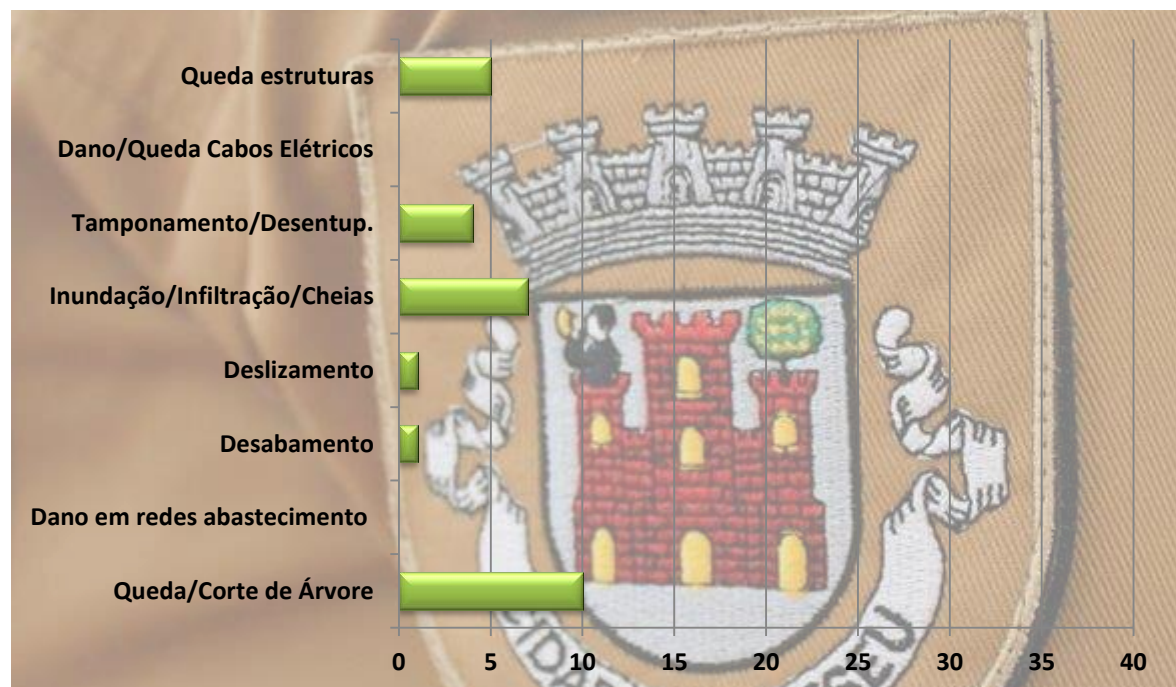 Queda estruturas
Dano/Queda Cabos Elétricos
Tamponamento/Desentup.
Inundação/Infiltração/Cheias
Deslizamento
Desabamento
Dano em redes abastecimento
Queda/Corte de Árvore
0 5 10 15 20 25 30 35 40